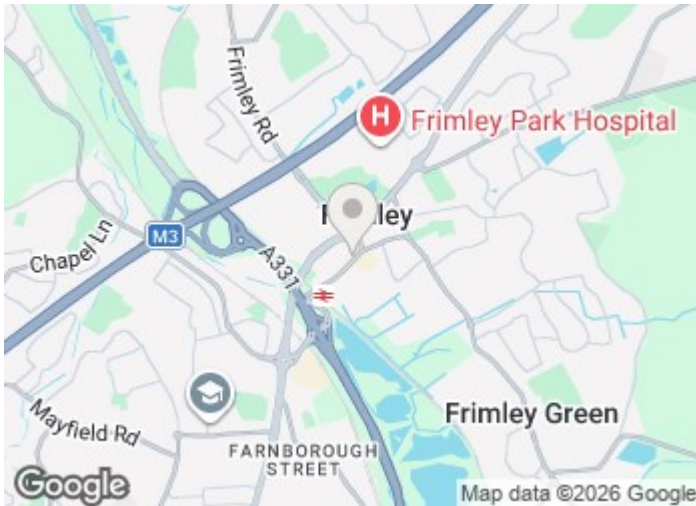 Frimley Rd
H
Frimley Park Hospital
Chapel Ln
M3
A331
Frimley Green
Mayfield Rd
FARNBOROUGH
STREET
Google
Map data ©2026 Google